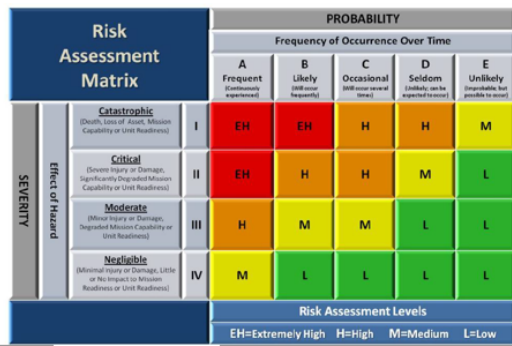 Risk
Assessment
Matrix
PROBABILITY
Frequency of Occurrence Over Time
A
Frequent
(Continuously
experienced)
B
Likely
(Will occur
frequently)
C
Occasional
(Will occur several
times)
D
Seldom
(Unlikely; can be
expected to occur)
E
Unlikely
(Improbable; but
possible to occur)
SEVERITY
Effect of Hazard
Catastrophic
(Death, Loss of Asset, Mission
Capability or Unit Readiness)
I
EH
EH
H
H
M
Critical
(Severe Injury or Damage,
Significantly Degraded Mission
Capability or Unit Readiness)
II
EH
H
H
M
L
Moderate
(Minor Injury or Damage,
Degraded Mission Capability or
Unit Readiness)
III
H
M
M
L
L
Negligible
(Minimal Injury or Damage, Little
or No Impact to Mission
Readiness or Unit Readiness)
IV
M
L
L
L
L
Risk Assessment Levels
EH=Extremely High H=High M=Medium L=Low